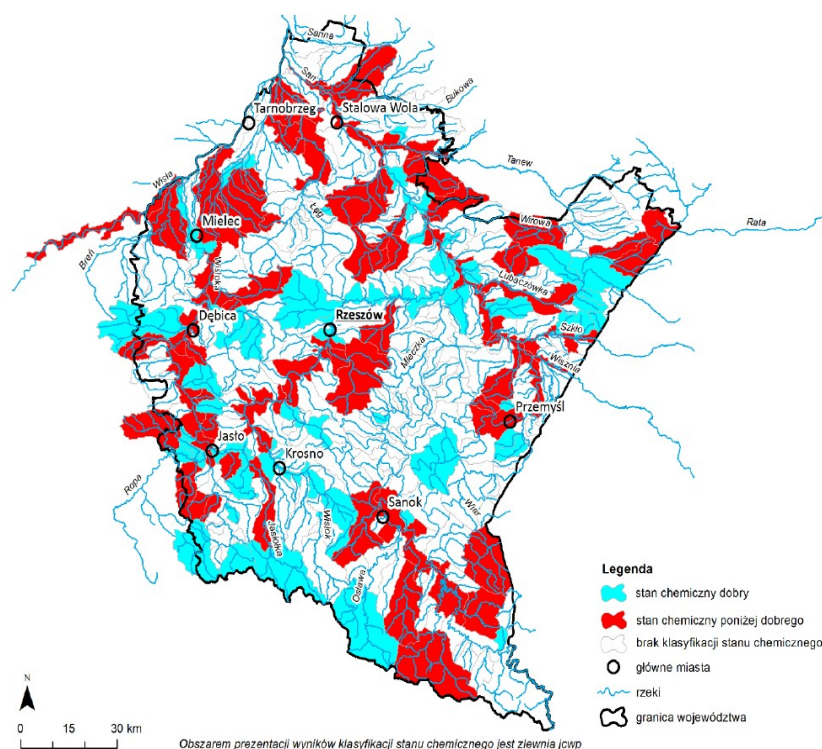 Sanna
San
Bukowa
Tarnobrzeg
Stalowa Wola
Tanew
Wisła
Łęg
Wirowa
Rata
Mielec
Breń
Wisłoka
Lubaczówka
Dębica
Rzeszów
Szkło
Mleczka
Wisznia
Przemyśl
Jasło
Krosno
Ropa
Sanok
Wiar
Jasiołka
Wisłok
Osława
Legenda
stan chemiczny dobry
stan chemiczny poniżej dobrego
brak klasyfikacji stanu chemicznego
główne miasta
rzeki
granica województwa
N
0 15 30 km
Obszarem prezentacji wyników klasyfikacji stanu chemicznego jest zlewnia jcwp